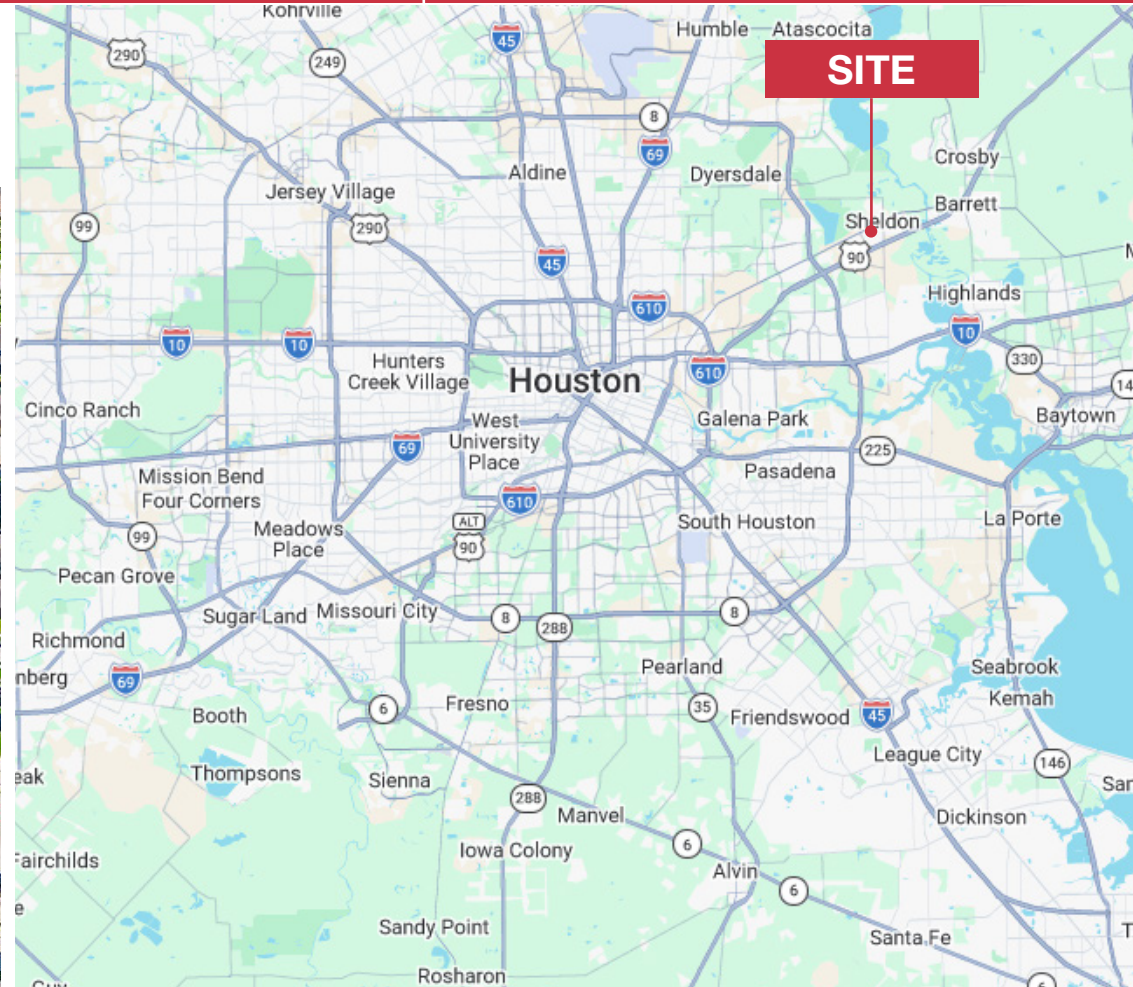 Kohrville
45
Humble
Atascocita
290
249
SITE
8
69
Crosby
Aldine
Dyersdale
Jersey Village
Barrett
99
290
Sheldon
90
45
Highlands
610
10
10
10
330
Hunters
Creek Village
Houston
610
14
Cinco Ranch
West
University
Place
Galena Park
Baytown
69
225
Mission Bend
Pasadena
Four Corners
610
Meadows
Place
ALT
90
South Houston
La Porte
99
Pecan Grove
Sugar Land
Missouri City
8
288
8
Richmond
nberg
69
Pearland
Seabrook
Kemah
Booth
6
Fresno
35
Friendswood
45
League City
eak
Thompsons
Sienna
146
San
288
Manvel
Dickinson
Fairchilds
Iowa Colony
6
Alvin
6
e
Sandy Point
Santa Fe
T
Rosharon
6